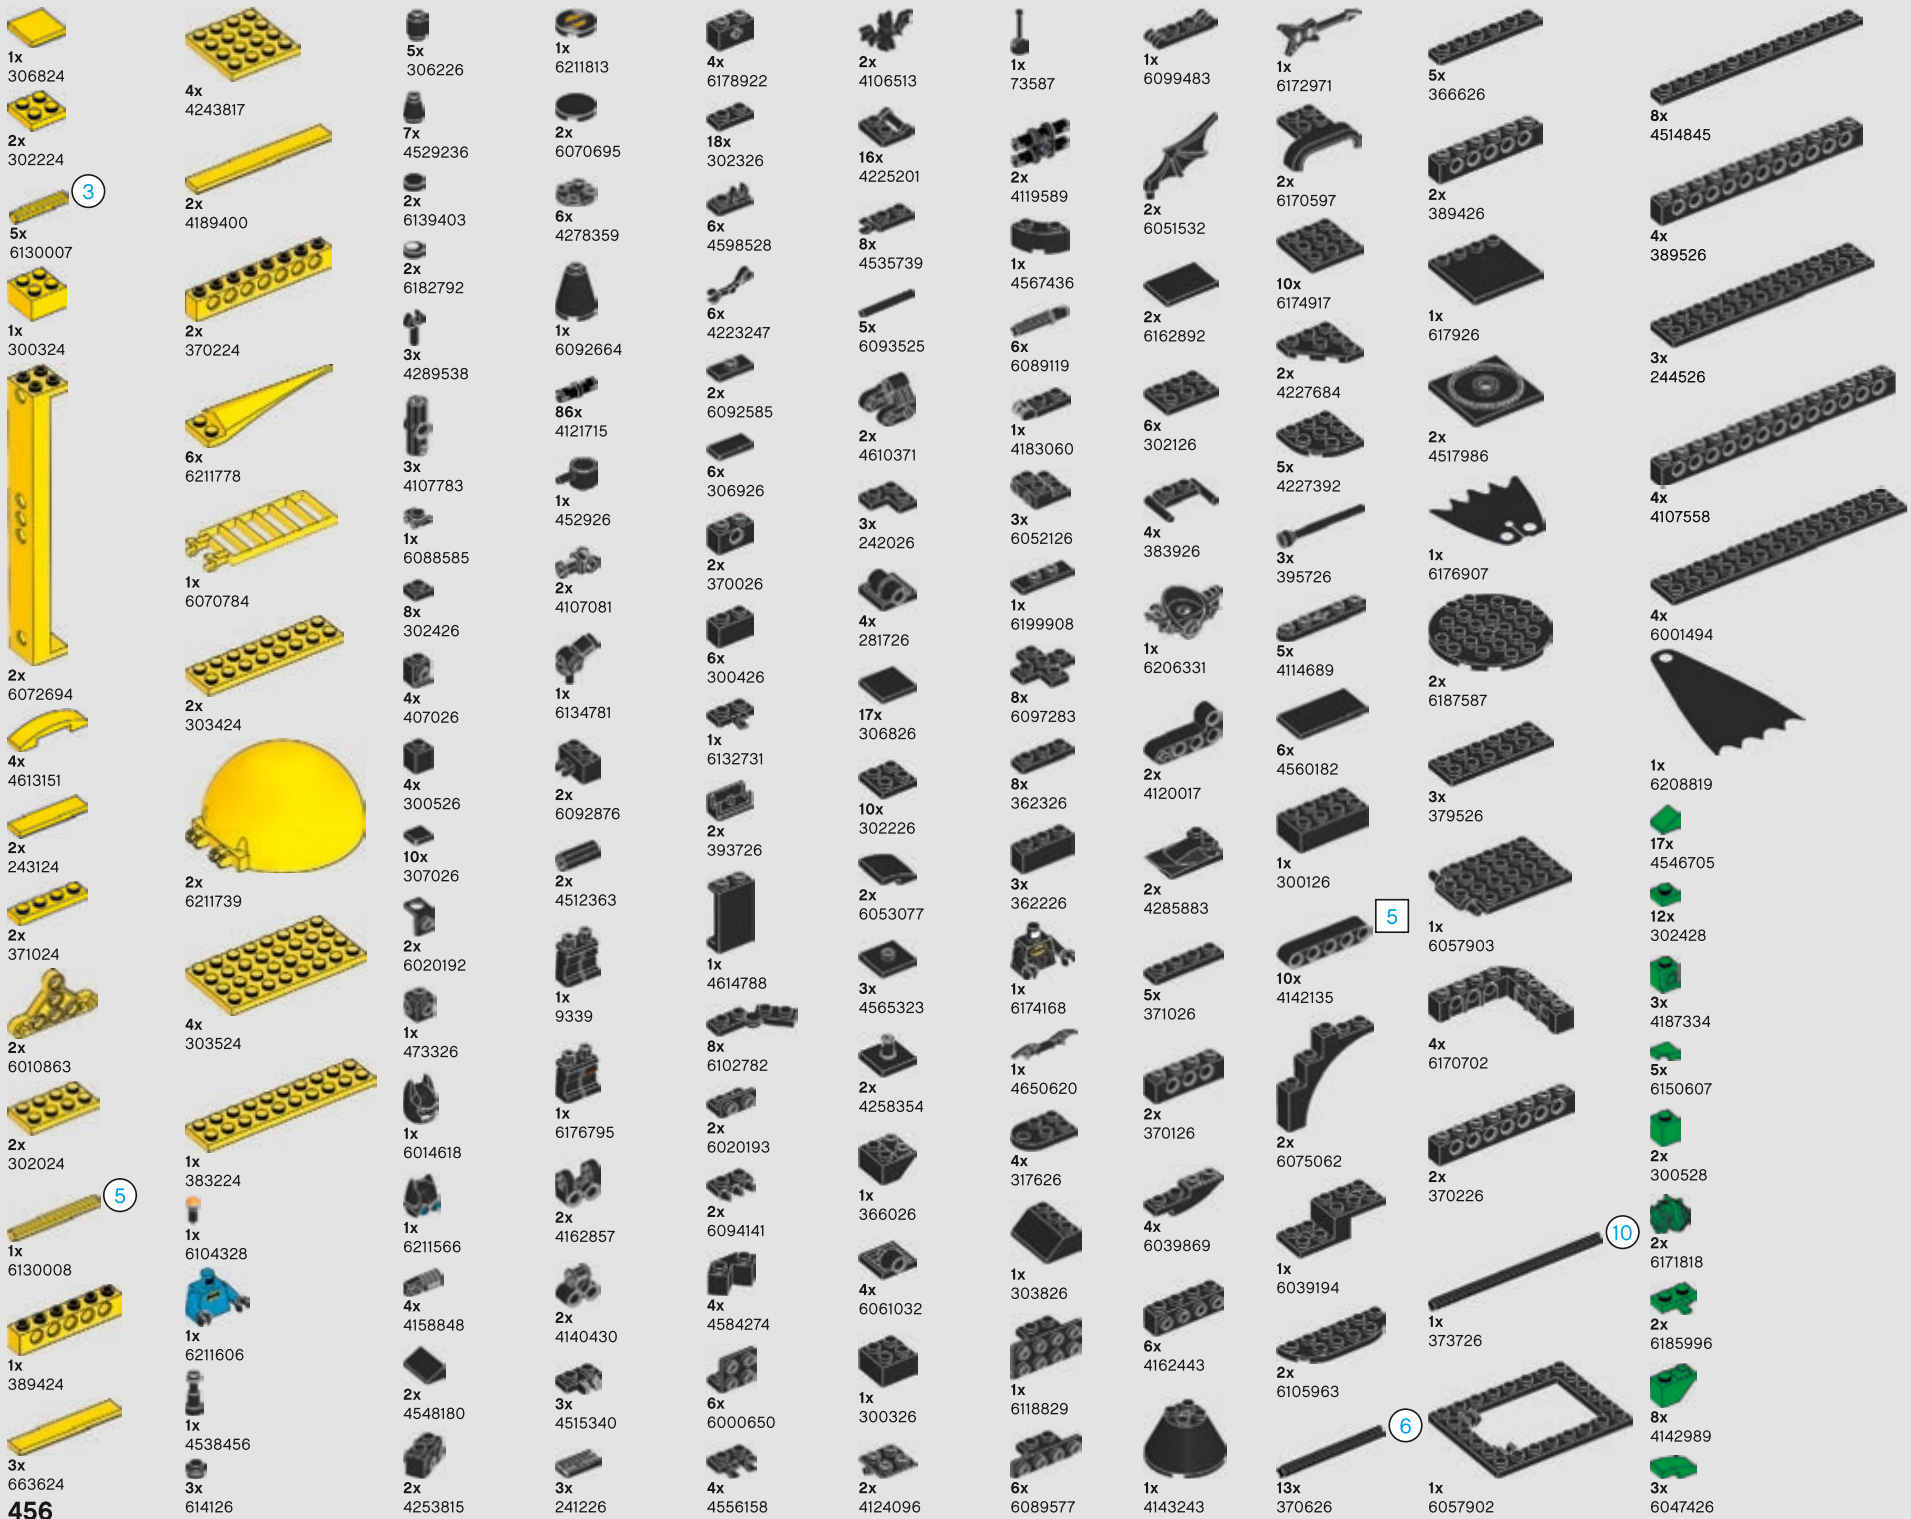 1x
306824
2x
302224
3
5x
6130007
1x
300324
2x
6072694
4x
4613151
2x
243124
2x
371024
2x
6010863
2x
302024
5
1x
6130008
1x
389424
3x
663624
456
4x
4243817
2x
4189400
2x
370224
6x
6211778
1x
6070784
2x
303424
2x
6211739
4x
303524
1x
383224
1x
6104328
1x
6211606
1x
4538456
3x
614126
5x
306226
7x
4529236
2x
6139403
2x
6182792
3x
4289538
3x
4107783
1x
6088585
8x
302426
4x
407026
4x
300526
10x
307026
2x
6020192
1x
473326
1x
6014618
1x
6211566
4x
4158848
2x
4548180
2x
4253815
1x
6211813
2x
6070695
6x
4278359
1x
6092664
86x
4121715
1x
452926
2x
4107081
1x
6134781
2x
6092876
2x
4512363
1x
9339
1x
6176795
2x
4162857
2x
4140430
3x
4515340
3x
241226
4x
6178922
18x
302326
6x
4598528
6x
4223247
2x
6092585
6x
306926
2x
370026
6x
300426
1x
6132731
2x
393726
1x
4614788
8x
6102782
2x
6020193
2x
6094141
4x
4584274
6x
6000650
4x
4556158
2x
4106513
16x
4225201
8x
4535739
5x
6093525
2x
4610371
3x
242026
4x
281726
17x
306826
10x
302226
2x
6053077
3x
4565323
2x
4258354
1x
366026
4x
6061032
1x
300326
2x
4124096
1x
73587
2x
4119589
1x
4567436
6x
6089119
1x
4183060
3x
6052126
1x
6199908
8x
6097283
8x
362326
3x
362226
1x
6174168
1x
4650620
4x
317626
1x
303826
1x
6118829
6x
6089577
1x
6099483
2x
6051532
2x
6162892
6x
302126
4x
383926
1x
6206331
2x
4120017
2x
4285883
5x
371026
2x
370126
4x
6039869
6x
4162443
1x
4143243
1x
6172971
2x
6170597
10x
6174917
2x
4227684
5x
4227392
3x
395726
5x
4114689
6x
4560182
1x
300126
5
10x
4142135
2x
6075062
1x
6039194
2x
6105963
6
13x
370626
5x
366626
2x
389426
1x
617926
2x
4517986
1x
6176907
2x
6187587
3x
379526
1x
6057903
4x
6170702
2x
370226
10
1x
373726
1x
6057902
8x
4514845
4x
389526
3x
244526
4x
4107558
4x
6001494
1x
6208819
17x
4546705
12x
302428
3x
4187334
5x
6150607
2x
300528
2x
6171818
2x
6185996
8x
4142989
3x
6047426